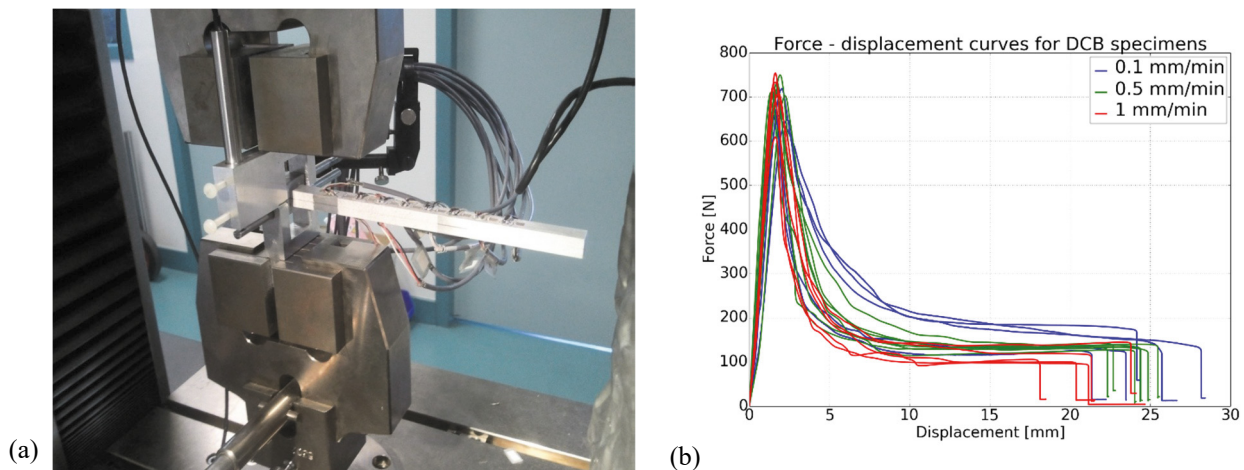 (a)
Force - displacement curves for DCB specimens
800
700
600
500
400
300
200
100
0
Force [N]
0.1 mm/min
0.5 mm/min
1 mm/min
0 5 10 15 20 25 30
Displacement [mm]
(b)